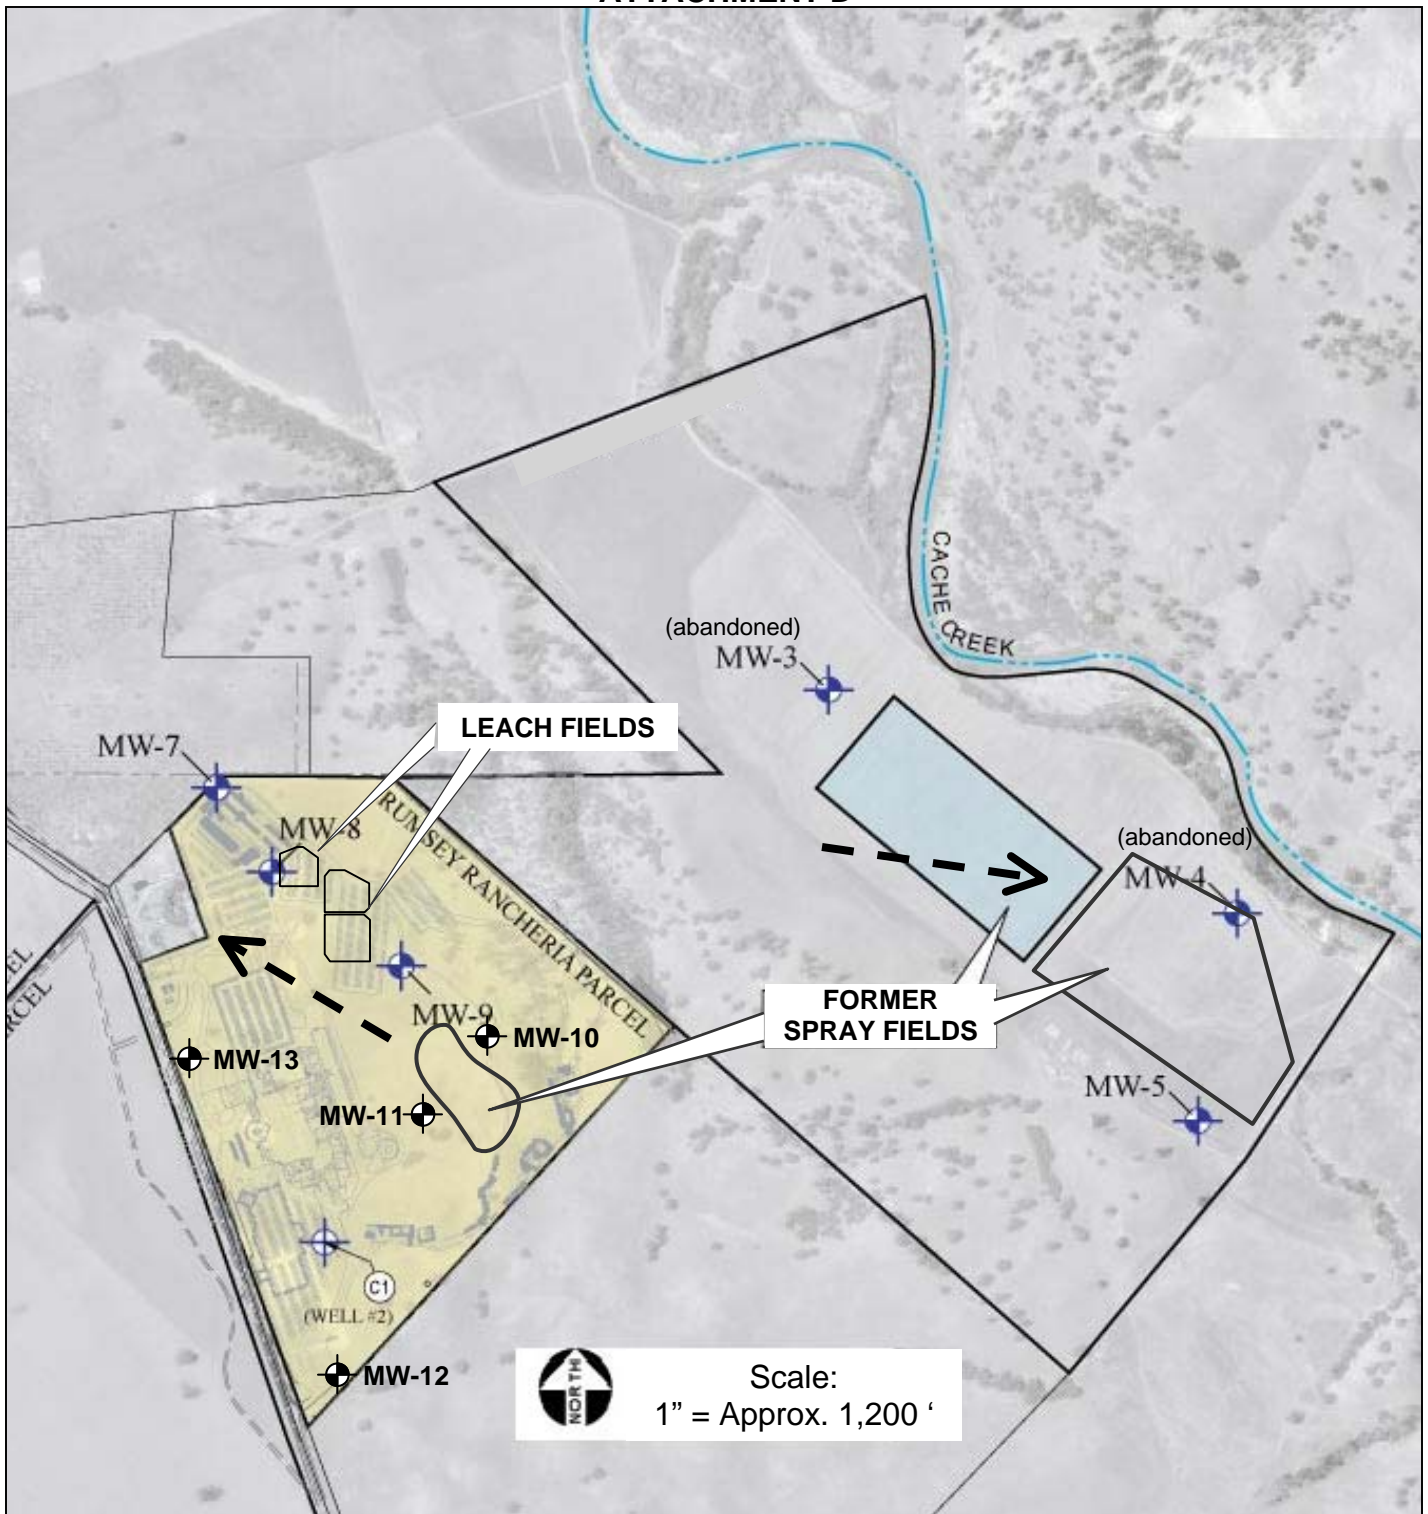 ATTACHMENT D
CACHE CREEK
(abandoned)
MW-3
LEACH FIELDS
MW-7
MW-8
RUMSEY RANCHERIA PARCEL
(abandoned)
MW-4
MW-9
MW-10
FORMER
SPRAY FIELDS
MW-13
MW-11
MW-5
C1
(WELL #2)
MW-12
NORTH
Scale:
1” = Approx. 1,200 ‘